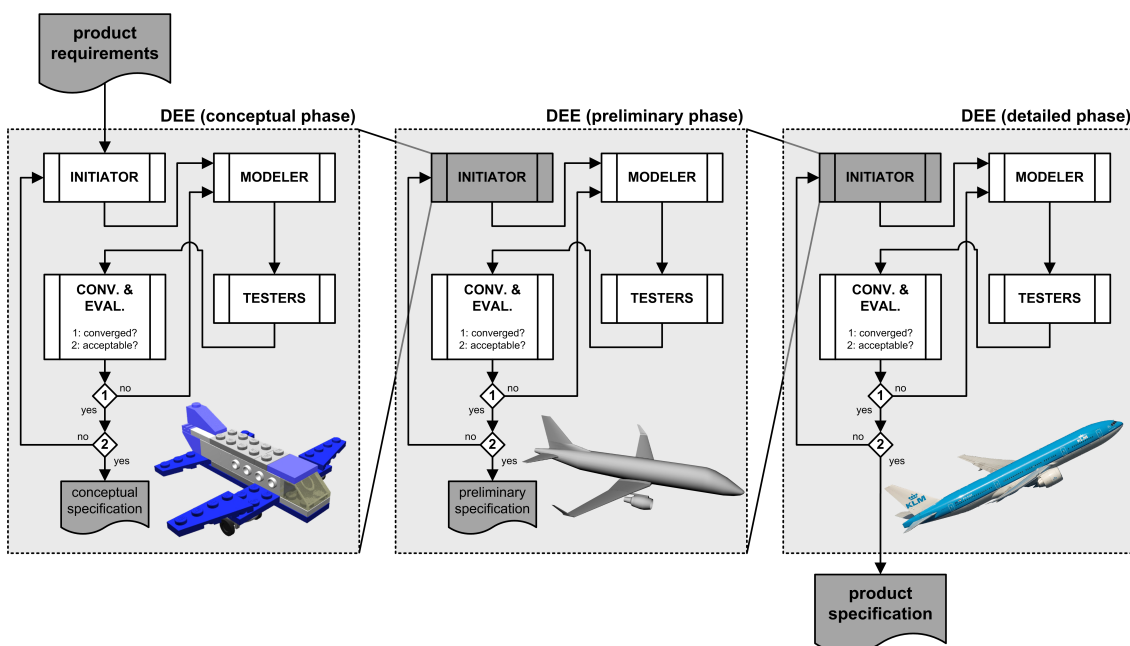 product
requirements
DEE (conceptual phase)
INITIATOR
MODELER
CONV. &
EVAL.
1: converged?
2: acceptable?
TESTERS
1
no
yes
2
no
yes
conceptual
specification
DEE (preliminary phase)
INITIATOR
MODELER
CONV. &
EVAL.
1: converged?
2: acceptable?
TESTERS
1
no
yes
2
no
yes
preliminary
specification
DEE (detailed phase)
INITIATOR
MODELER
CONV. &
EVAL.
1: converged?
2: acceptable?
TESTERS
1
no
yes
2
no
yes
KLM
KLM
product
specification